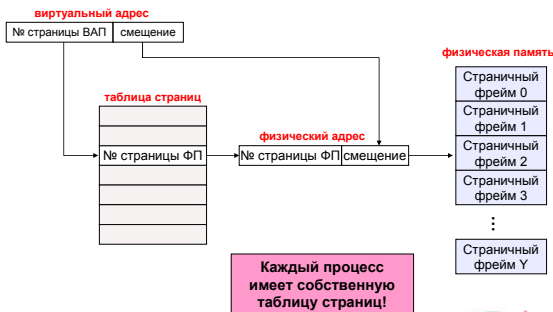 виртуальный адрес
№ страницы ВАП смещение
физическая память
Страничный
фрейм 0
Страничный
фрейм 1
Страничный
фрейм 2
Страничный
фрейм 3
...
Страничный
фрейм Y
таблица страниц
№ страницы ФП
физический адрес
№ страницы ФП смещение
Каждый процесс
имеет собственную
таблицу страниц!